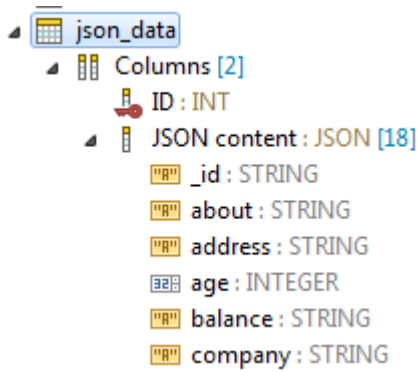 json_data
Columns [2]
ID : INT
JSON content : JSON [18]
"A" _id : STRING
"A" about : STRING
"A" address : STRING
32 age : INTEGER
"A" balance : STRING
"A" company : STRING